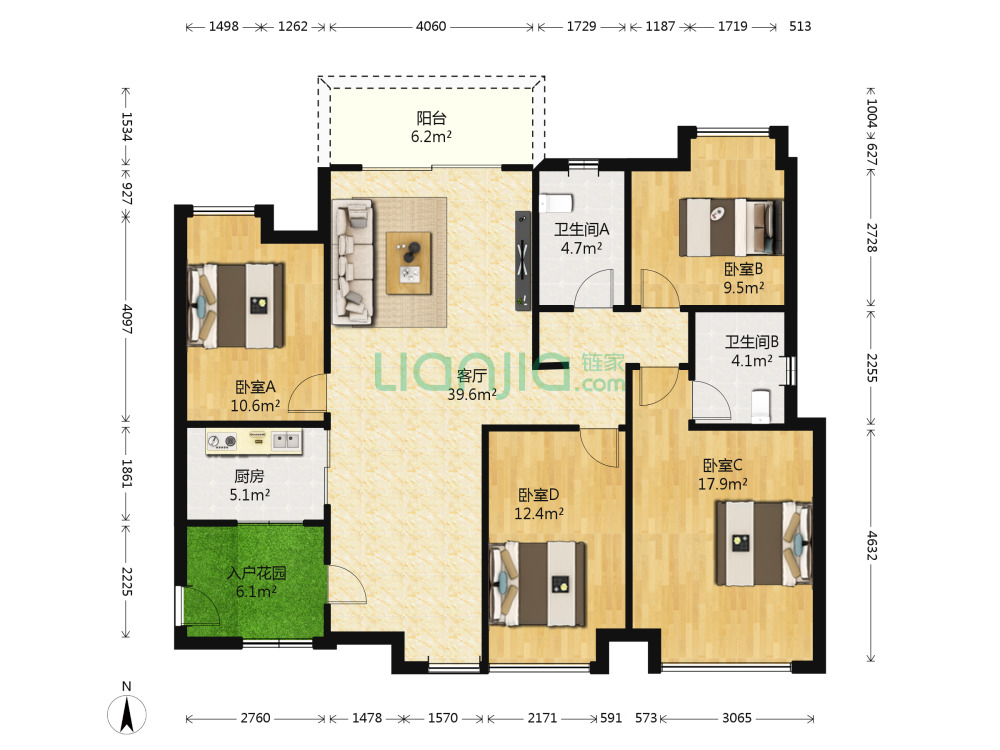 1498 1262 4060 1729 1187 1719 513
1534
927
4097
1861
2225
1004
627
2728
2255
4632
阳台
6.2m²
卫生间A
4.7m²
卧室B
9.5m²
卫生间B
4.1m²
卧室A
10.6m²
客厅
39.6m²
LIANJIA 链家
.com
厨房
5.1m²
卧室D
12.4m²
卧室C
17.9m²
入户花园
6.1m²
N
2760 1478 1570 2171 591 573 3065